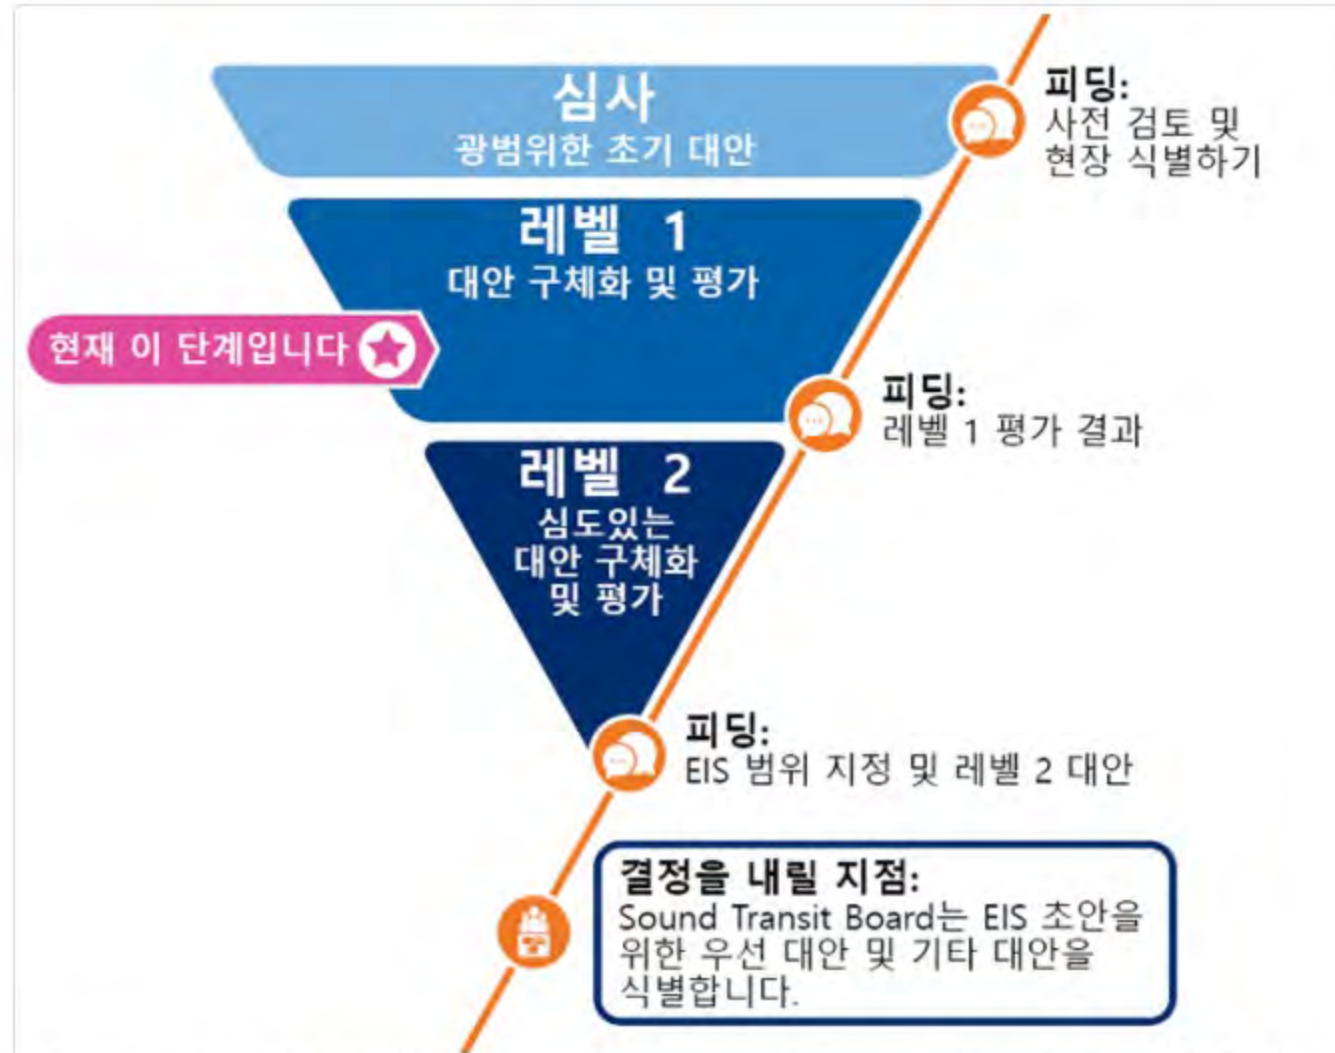 심사
광범위한 초기 대안
피딩:
사전 검토 및
현장 식별하기
레벨 1
대안 구체화 및 평가
현재 이 단계입니다
피딩:
레벨 1 평가 결과
레벨 2
심도있는
대안 구체화
및 평가
피딩:
EIS 범위 지정 및 레벨 2 대안
결정을 내릴 지점:
Sound Transit Board는 EIS 초안을
위한 우선 대안 및 기타 대안을
식별합니다.